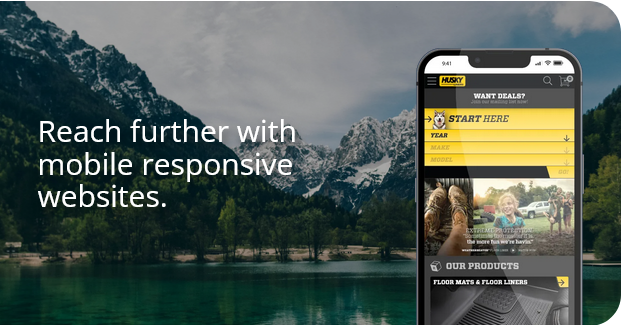 Reach further with
mobile responsive
websites.
9:41
HUSKY
WANT DEALS?
Join our mailing list now!
START HERE
YEAR
MAKE
MODEL
GO!
EXTREME PROTECTION
the more fun we're havin."
OUR PRODUCTS
FLOOR MATS & FLOOR LINERS